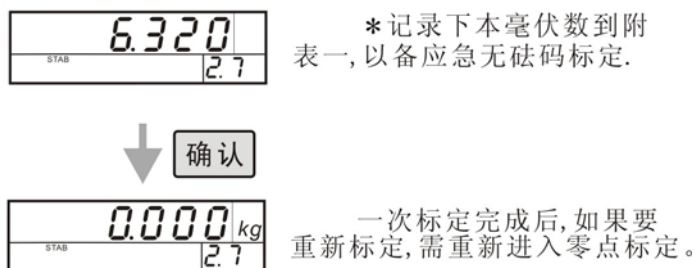 6.320
*记录下本毫伏数到附
STAB
2.7
表一,以备应急无砝码标定.
确认
0.000 kg
一次标定完成后,如果要
STAB
2.7
重新标定,需重新进入零点标定。